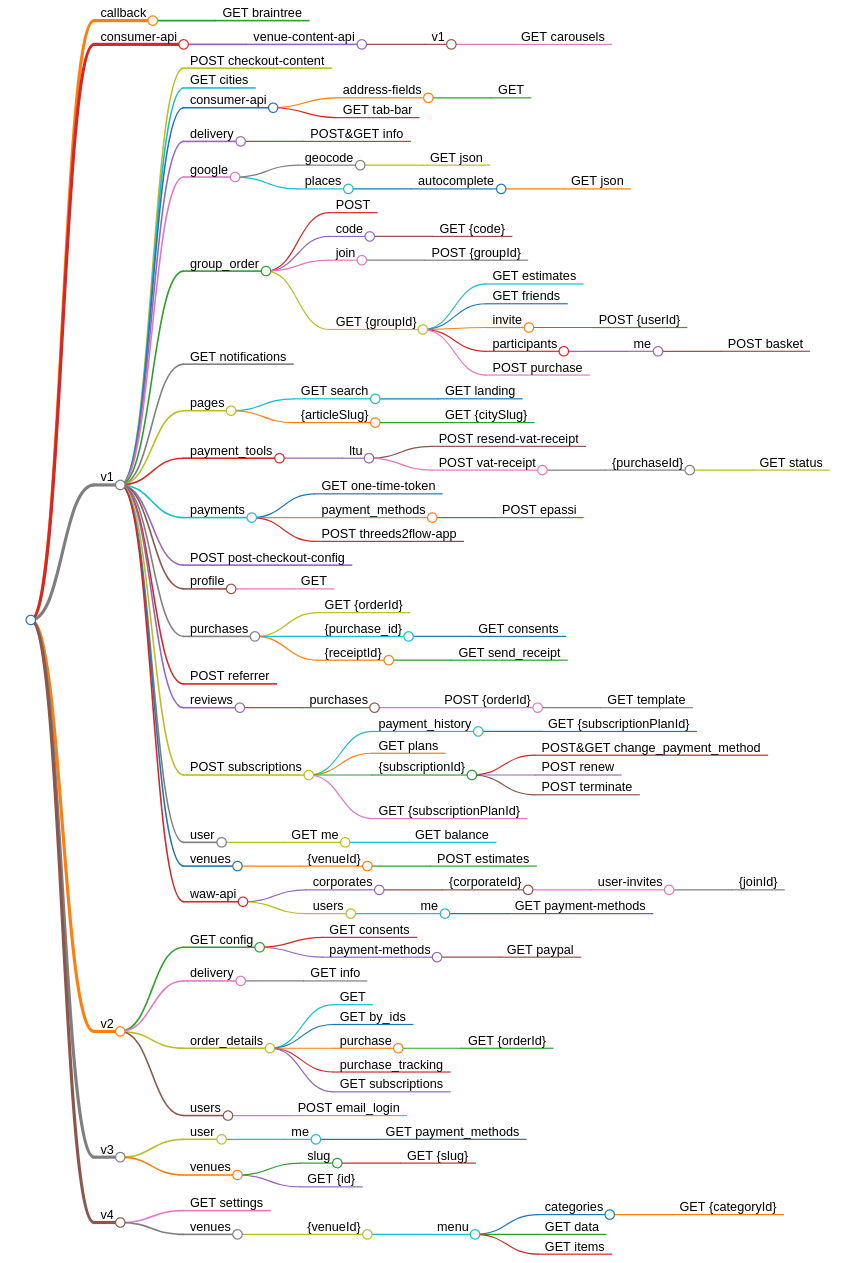 callback GET braintree
consumer-api venue-content-api v1 GET carousels
POST checkout-content
GET cities
consumer-api address-fields GET
GET tab-bar
delivery POST&GET info
google geocode GET json
places autocomplete GET json
POST
code GET {code}
join POST {groupId}
group_order
GET estimates
GET friends
GET {groupId} invite POST {userId}
participants me POST basket
POST purchase
GET notifications
pages GET search GET landing
{articleSlug} GET {citySlug}
payment_tools ltu POST resend-vat-receipt
POST vat-receipt {purchaseId} GET status
v1
GET one-time-token
payments payment_methods POST epassi
POST threeds2flow-app
POST post-checkout-config
profile GET
GET {orderId}
purchases {purchase_id} GET consents
{receiptId} GET send_receipt
POST referrer
reviews purchases POST {orderId} GET template
payment_history GET {subscriptionPlanId}
GET plans
POST subscriptions {subscriptionId} POST&GET change_payment_method
POST renew
POST terminate
GET {subscriptionPlanId}
user GET me GET balance
venues {venueId} POST estimates
waw-api corporates {corporateId} user-invites {joinId}
users me GET payment-methods
GET config GET consents
payment-methods GET paypal
delivery GET info
GET
GET by_ids
v2
order_details purchase GET {orderId}
purchase_tracking
GET subscriptions
users POST email_login
user me GET payment_methods
v3
venues slug GET {slug}
GET {id}
GET settings
v4
venues {venueId} menu categories GET {categoryId}
GET data
GET items